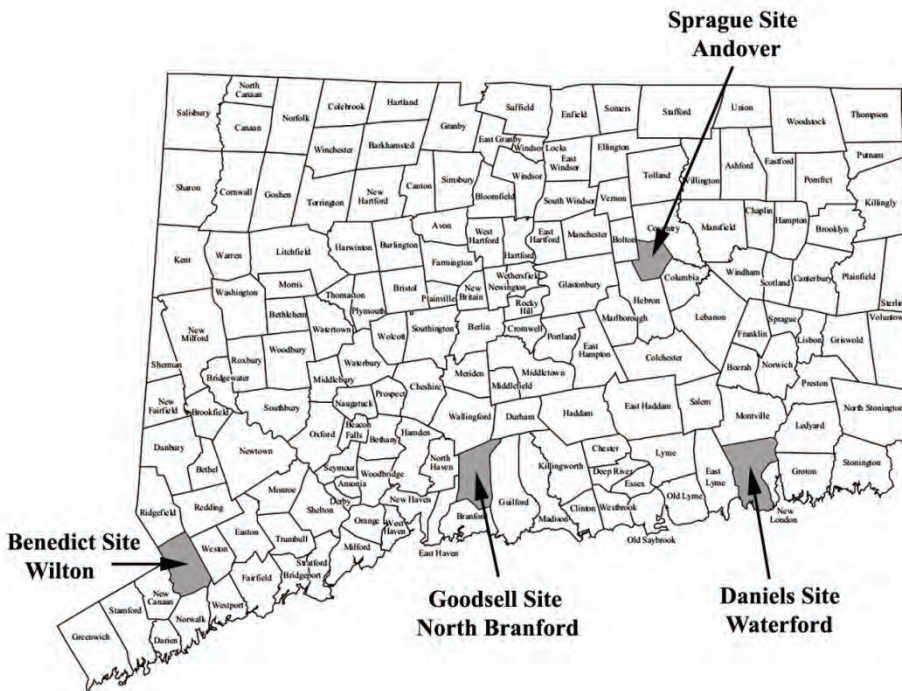 Sprague Site
Andover
North
Canaan
Salisbury
Norfolk
Colebrook
Hartland
Suffield
Enfield
Somers
Stafford
Union
Woodstock
Thompson
Canaan
Granby
East Granby
Winchester
Barkhamsted
Windsor Locks
East
Windsor
Ellington
Putnam
Sharon
Cornwall
Goshen
Torrington
New
Hartford
Canton
Simsbury
Bloomfield
Windsor
Tolland
Willington
Ashford
Eastford
Pomfret
Killingly
South Windsor
Vernon
Kent
Warren
Litchfield
Harwinton
Burlington
Avon
West
Hartford
Hartford
East
Hartford
Manchester
Bolton
Coventry
Mansfield
Chaplin
Hampton
Brooklyn
Farmington
Wethersfield
Newington
Glastonbury
Columbia
Windham
Scotland
Canterbury
Plainfield
Sterli
Washington
Morris
Bethlehem
Thomaston
Plymouth
Bristol
Plainville
New
Britain
Rocky
Hill
Hebron
Marlborough
Lebanon
Sprague
Voluntow
New
Milford
Watertown
Wolcott
Southington
Berlin
Cromwell
Portland
East
Hampton
Franklin
Lisbon
Griswold
Sherman
Roxbury
Woodbury
Waterbury
Bozrah
Norwich
Bridgewater
Middlebury
Cheshire
Meriden
Middlefield
Middletown
Colchester
Preston
New
Fairfield
Brookfield
Southbury
Naugatuck
Prospect
Wallingford
Durham
Haddam
East Haddam
Salem
Montville
North Stonington
Danbury
Bethel
Newtown
Oxford
Beacon
Falls
Bethany
Hamden
North
Haven
Ledyard
Seymour
Woodbridge
Killingworth
Chester
Deep River
Essex
Lyme
East
Lyme
Groton
Stonington
Ansonia
Derby
Guilford
Ridgefield
Redding
Monroe
Shelton
New Haven
Branford
Madison
Clinton
Westbrook
Old Lyme
New
London
Benedict Site
Wilton
Weston
Easton
Trumbull
Orange
West
Haven
East Haven
Old Saybrook
Milford
Stratford
Bridgeport
Fairfield
New
Canaan
Westport
Norwalk
Stamford
Greenwich
Darien
Goodsell Site
North Branford
Daniels Site
Waterford